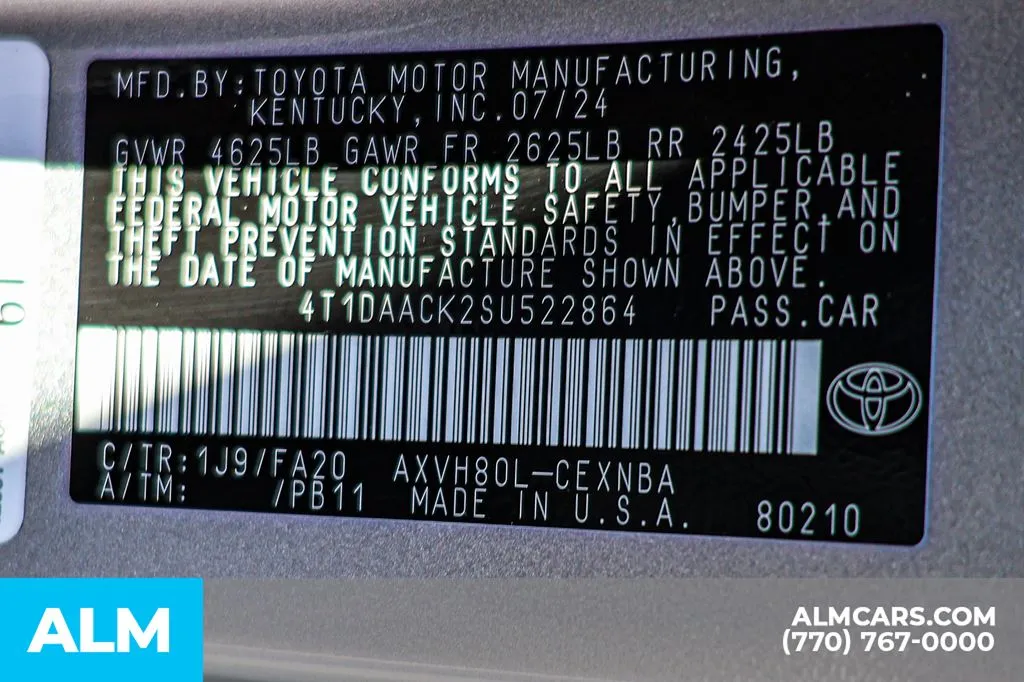 MFD.BY:TOYOTA MOTOR MANUFACTURING,
KENTUCKY, INC.07/24
GVWR 4625LB GAWR FR 2625LB RR 2425LB
THIS VEHICLE CONFORMS TO ALL APPLICABLE
FEDERAL MOTOR VEHICLE SAFETY,BUMPER,AND
THEFT PREVENTION STANDARDS IN EFFECT ON
THE DATE OF MANUFACTURE SHOWN ABOVE.
4T1DAACK2SU522864 PASS.CAR
C/TR:1J9/FA20 AXVH80L-CEXNBA
A/TM: /PB11 MADE IN U.S.A. 80210
ALM
ALMCARS.COM
(770) 767-0000